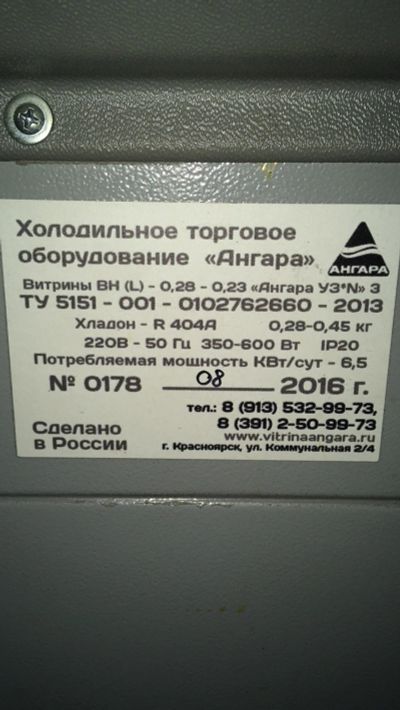 Холодильное торговое
оборудование «Ангара»
АНГАРА
Витрины ВН (L) - 0,28 - 0,23 «Ангара УЗ*N» 3
ТУ 5151 - 001 - 0102762660 - 2013
Хладон - R 404A 0,28-0,45 кг
220В - 50 Гц 350-600 Вт IP20
Потребляемая мощность КВт/сут - 6,5
№ 0178 08 2016 г.
тел.: 8 (913) 532-99-73,
8 (391) 2-50-99-73
Сделано
в России
www.vitrinaangara.ru
г. Красноярск, ул. Коммунальная 2/4